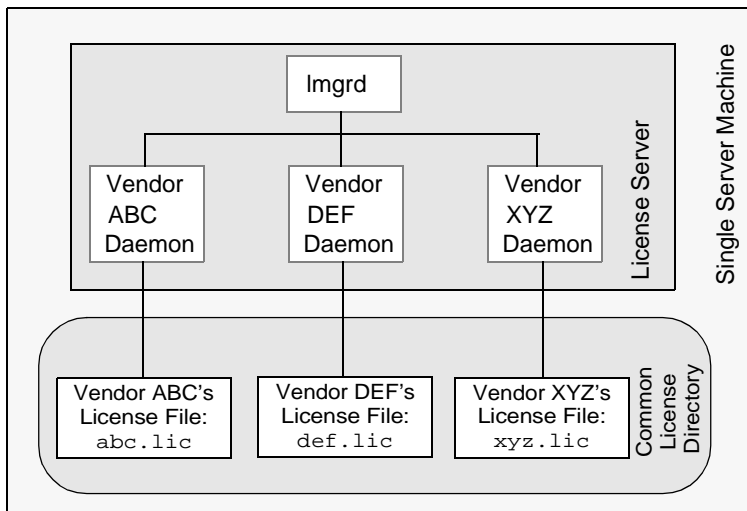 lmgrd
Vendor
ABC
Daemon
Vendor
DEF
Daemon
Vendor
XYZ
Daemon
License Server
Single Server Machine
Vendor ABC's
License File:
abc.lic
Vendor DEF's
License File:
def.lic
Vendor XYZ's
License File:
xyz.lic
Common
License
Directory